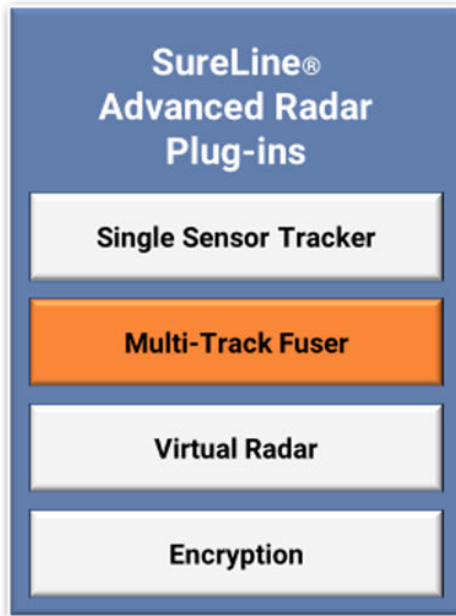 SureLine®
Advanced Radar
Plug-ins
Single Sensor Tracker
Multi-Track Fuser
Virtual Radar
Encryption